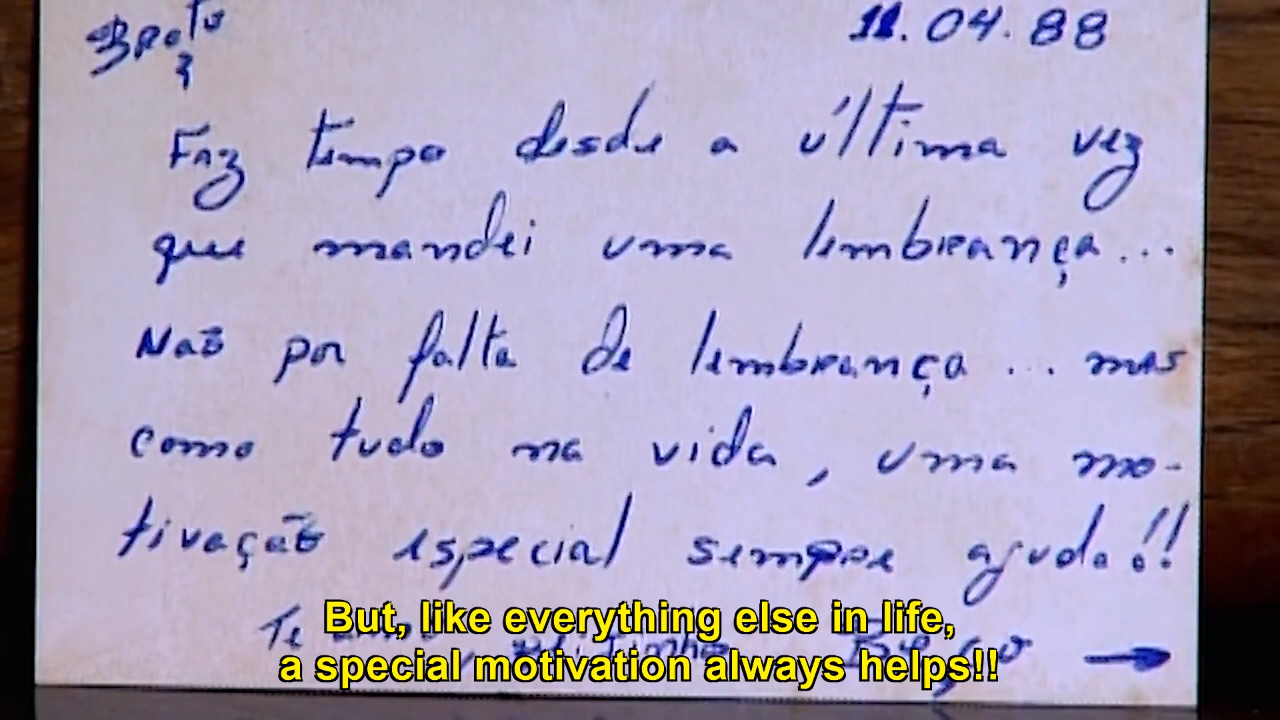 11.04.88
Faz tempo desde a última vez
que mandei uma lembrança...
Não por falta de lembrança... mas
como tudo na vida, uma mo-
tivação especial sempre ajuda!!
Te
But, like everything else in life,
a special motivation always helps!!